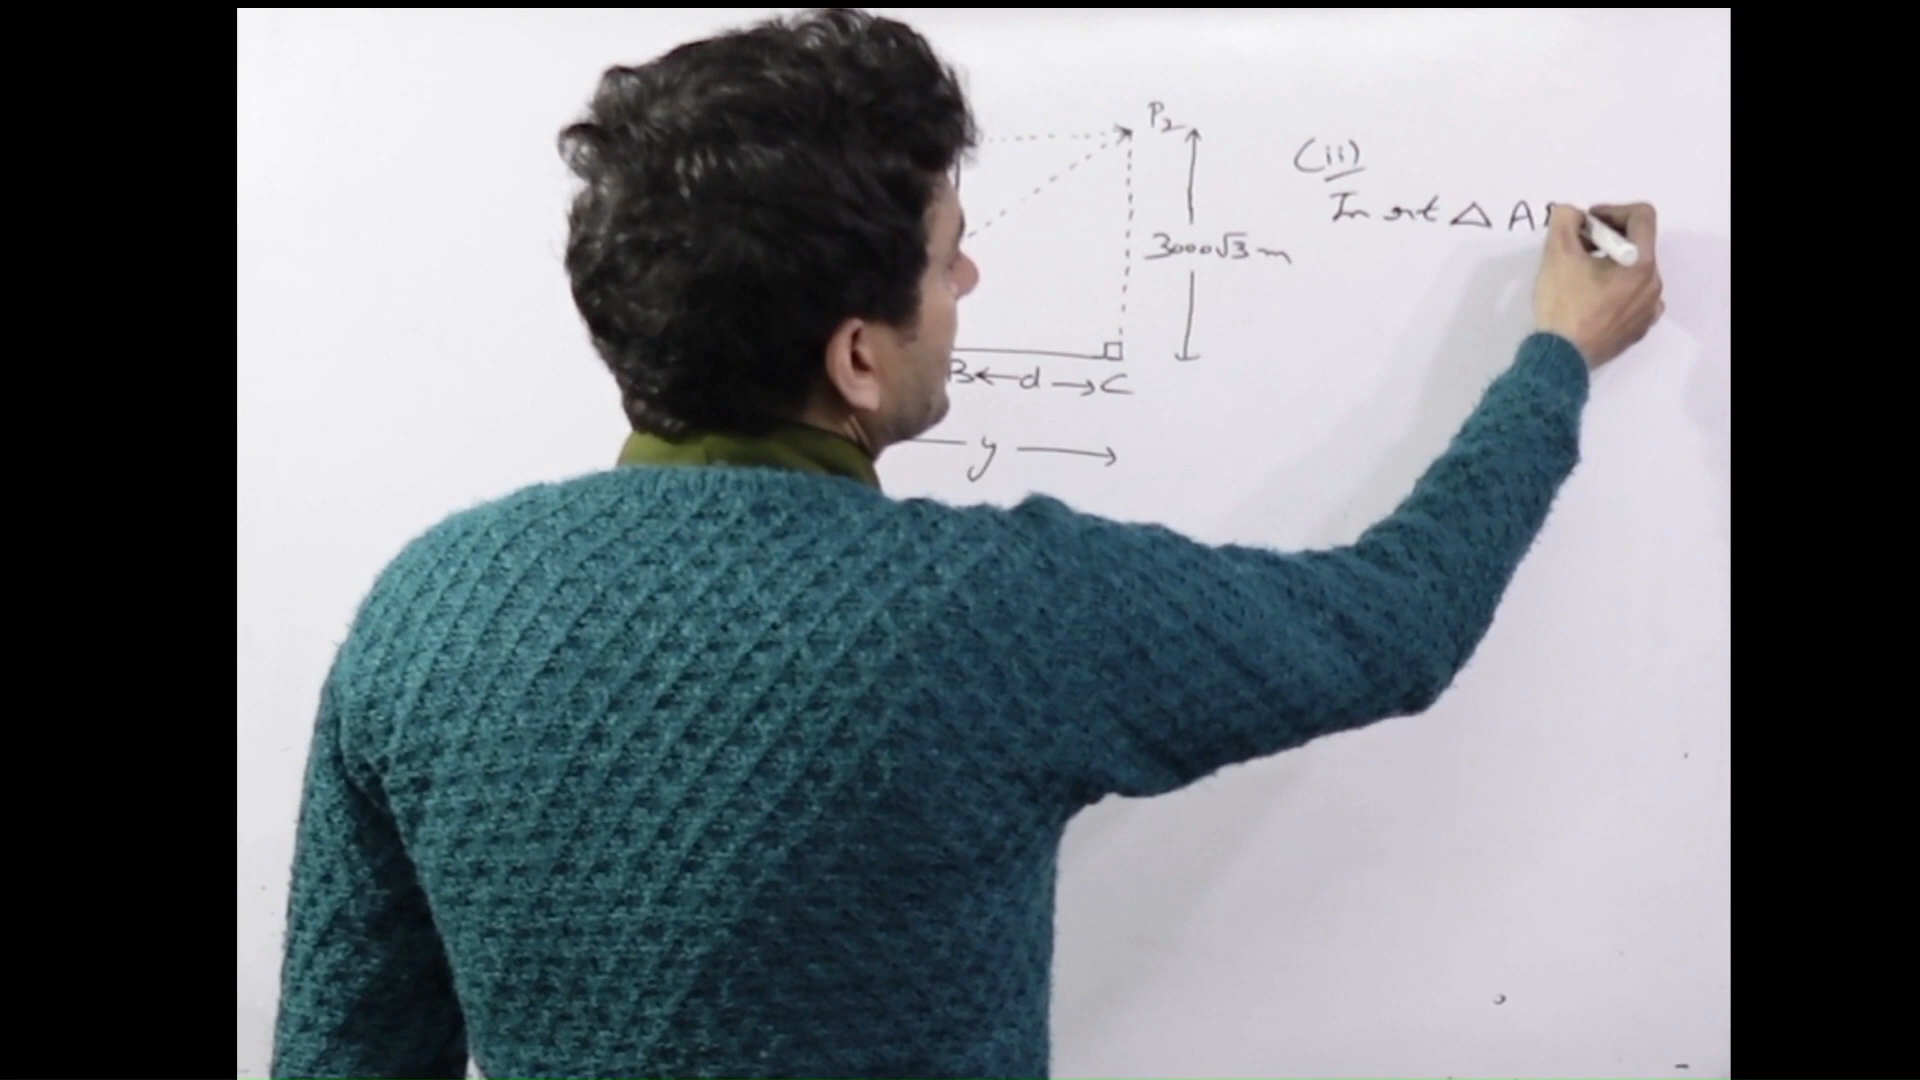 P2
(ii)
In rt △ A
3000√3 m
B ← d → C
y